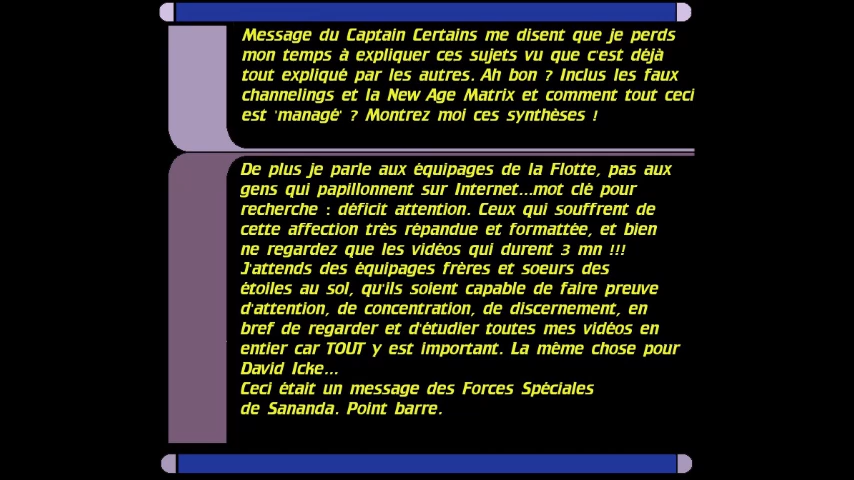 Message du Captain Certains me disent que je perds
mon temps à expliquer ces sujets vu que c'est déjà
tout expliqué par les autres. Ah bon ? Inclus les faux
channelings et la New Age Matrix et comment tout ceci
est 'managé' ? Montrez moi ces synthèses !
De plus je parle aux équipages de la Flotte, pas aux
gens qui papillonnent sur Internet...mot clé pour
recherche : déficit attention. Ceux qui souffrent de
cette affection très répandue et formattée, et bien
ne regardez que les vidéos qui durent 3 mn !!!
J'attends des équipages frères et soeurs des
étoiles au sol, qu'ils soient capable de faire preuve
d'attention, de concentration, de discernement, en
bref de regarder et d'étudier toutes mes vidéos en
entier car TOUT y est important. La même chose pour
David Icke...
Ceci était un message des Forces Spéciales
de Sananda. Point barre.